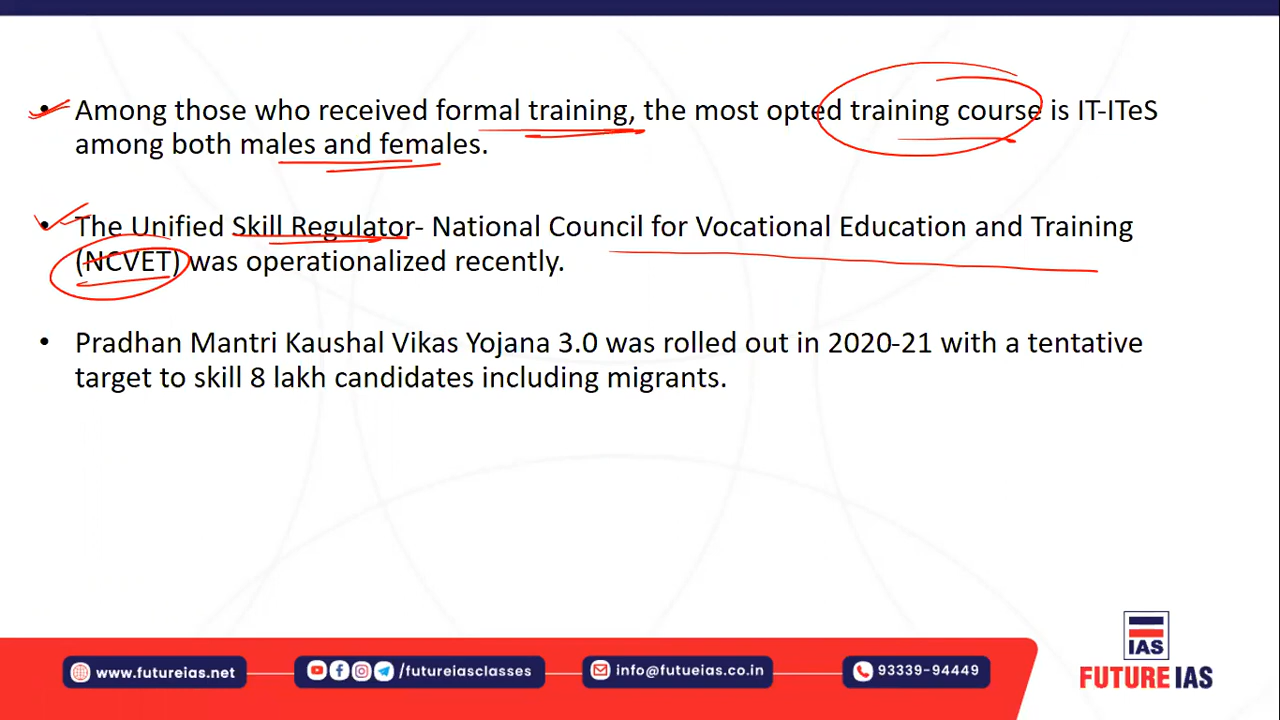 • Among those who received formal training, the most opted training course is IT-ITeS
among both males and females.
• The Unified Skill Regulator- National Council for Vocational Education and Training
(NCVET) was operationalized recently.
• Pradhan Mantri Kaushal Vikas Yojana 3.0 was rolled out in 2020-21 with a tentative
target to skill 8 lakh candidates including migrants.
IAS
www.futureias.net
/futureiasclasses
info@futueias.co.in
93339-94449
FUTURE IAS